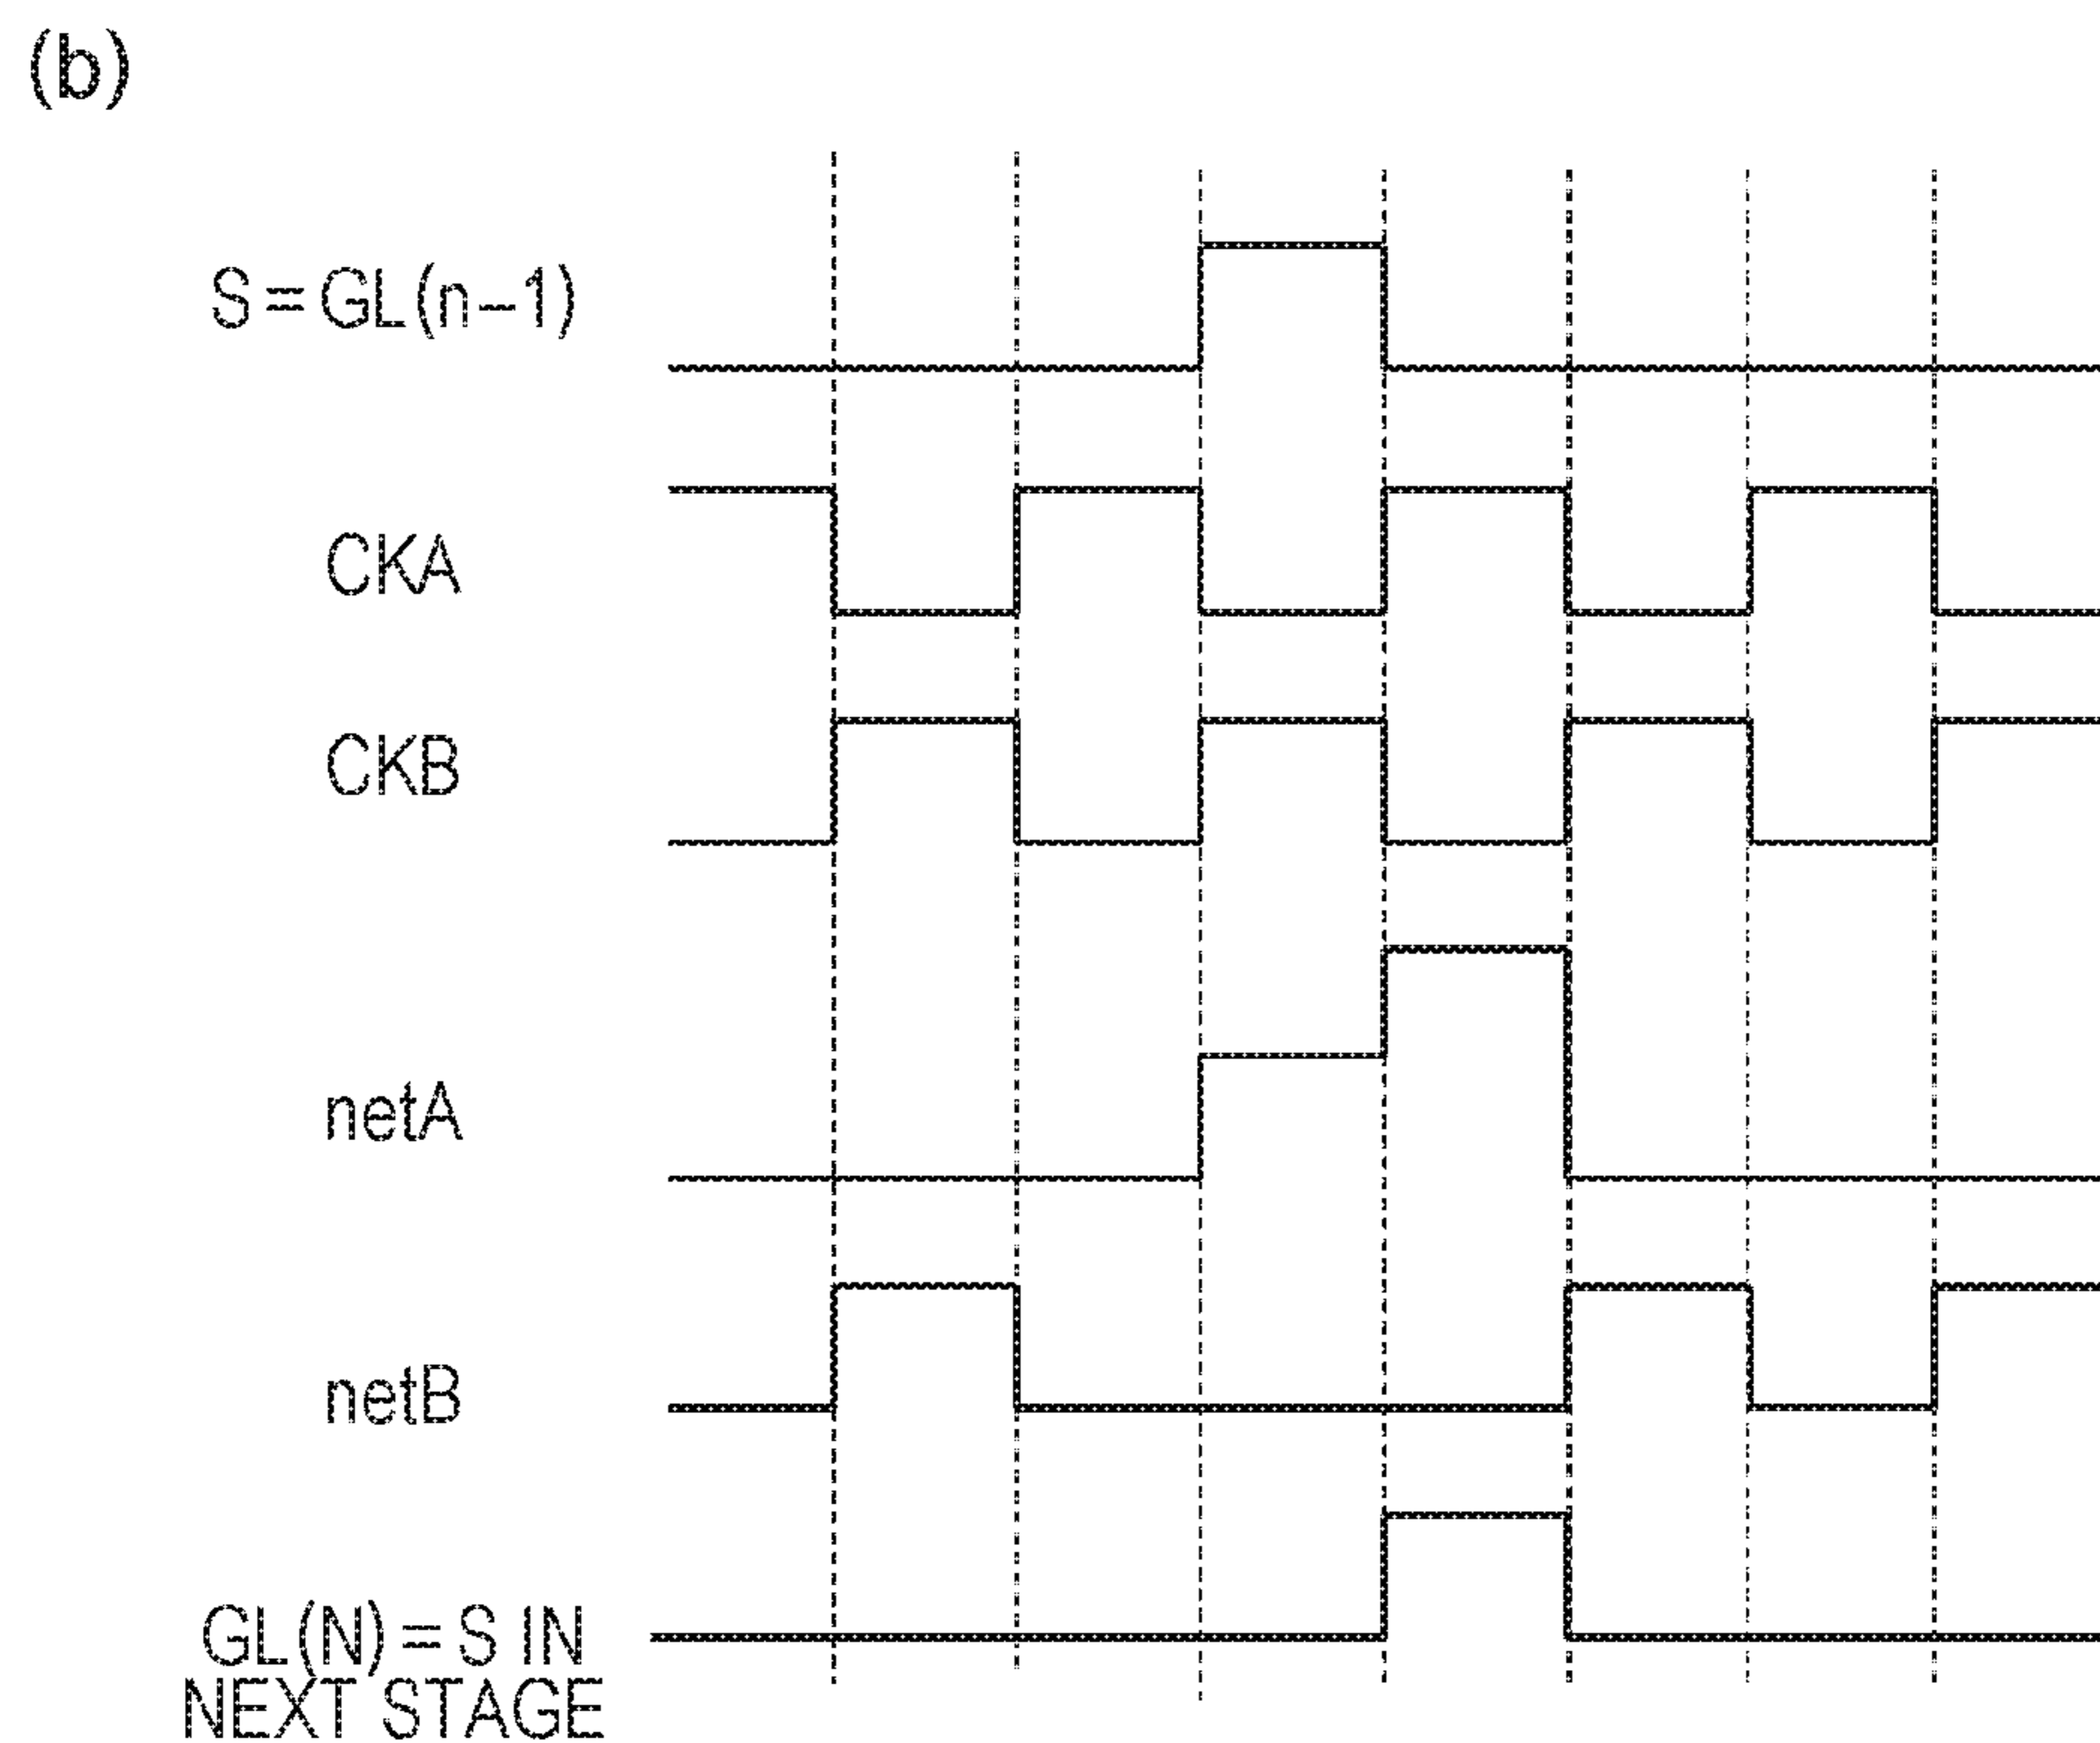 (b)
S = GL(n-1)
CKA
CKB
netA
netB
GL(N) = S IN
NEXT STAGE